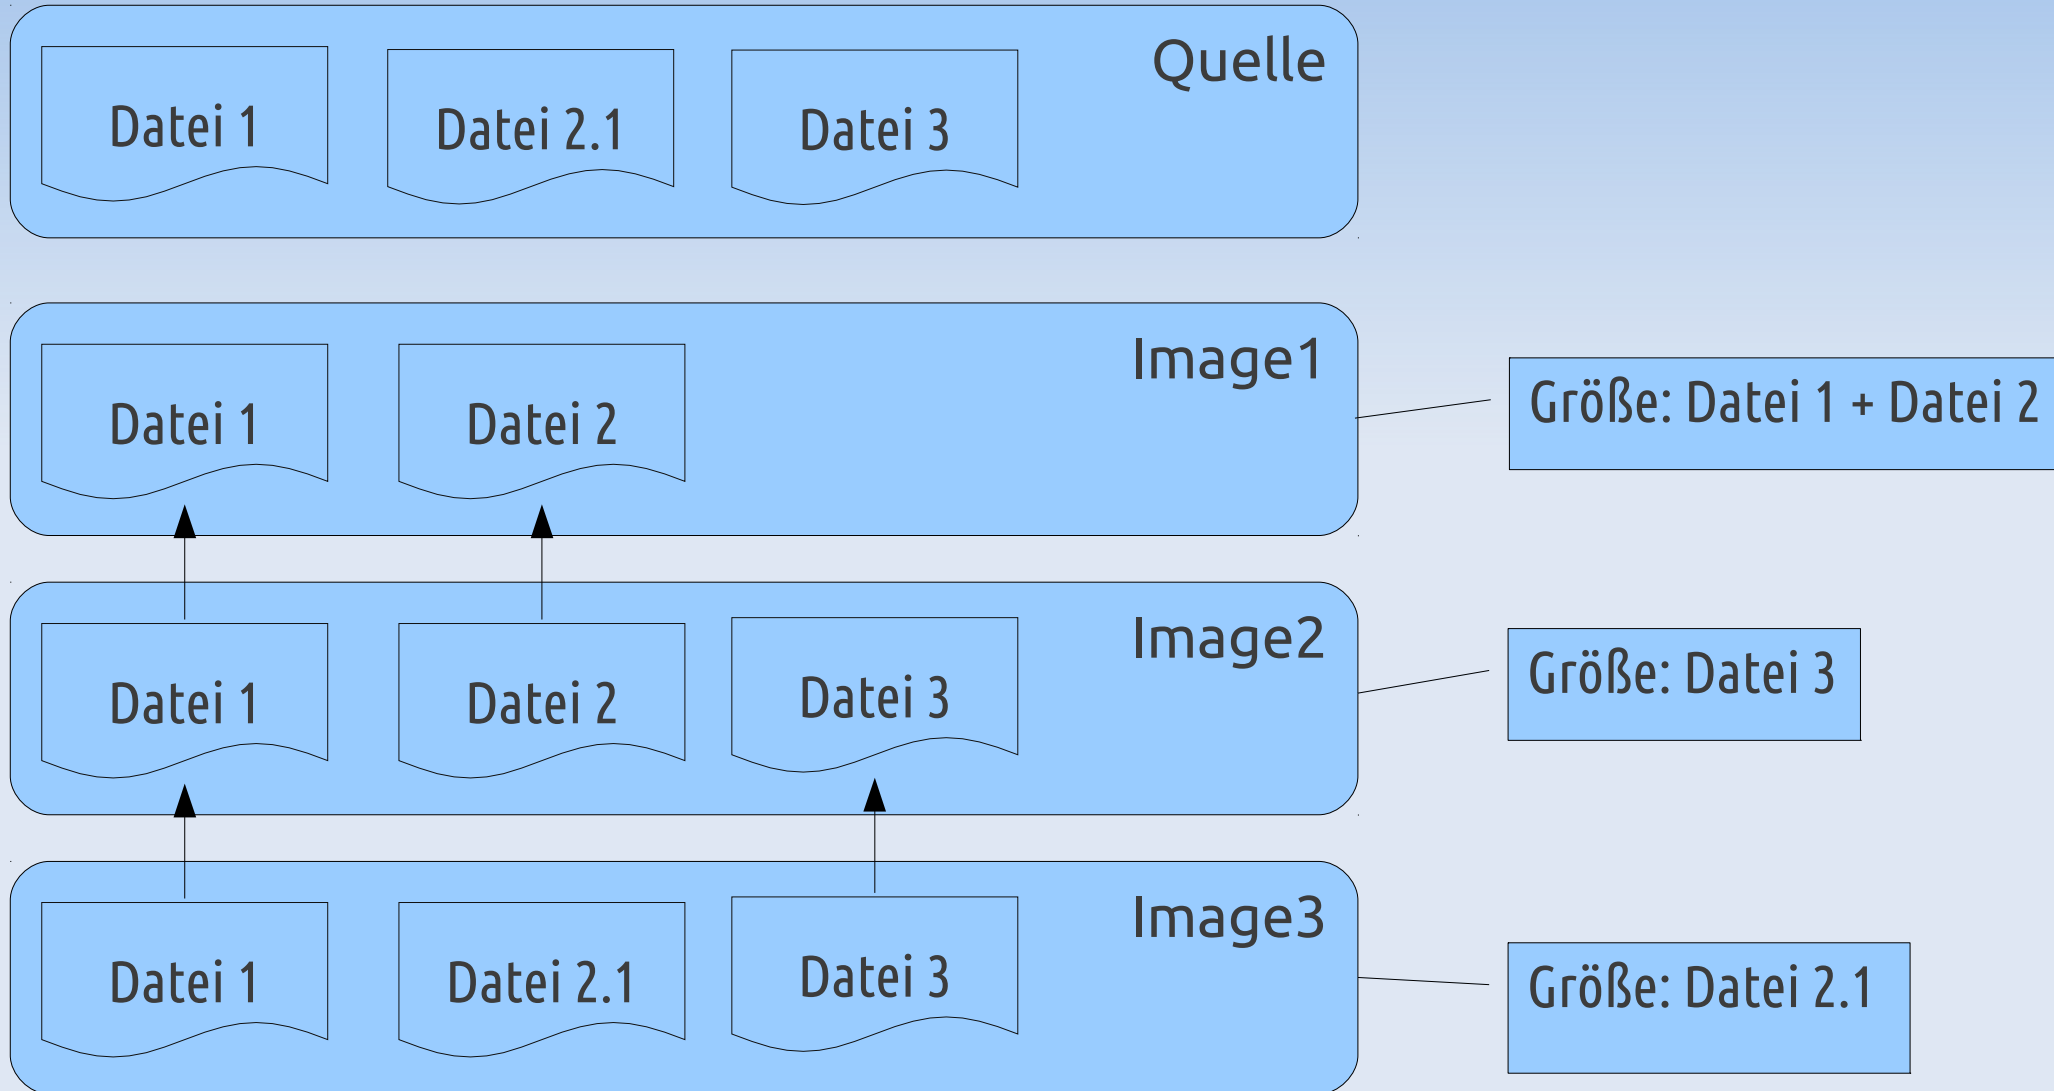 Quelle
Datei 1
Datei 2.1
Datei 3
Image1
Datei 1
Datei 2
Größe: Datei 1 + Datei 2
Image2
Datei 1
Datei 2
Datei 3
Größe: Datei 3
Image3
Datei 1
Datei 2.1
Datei 3
Größe: Datei 2.1